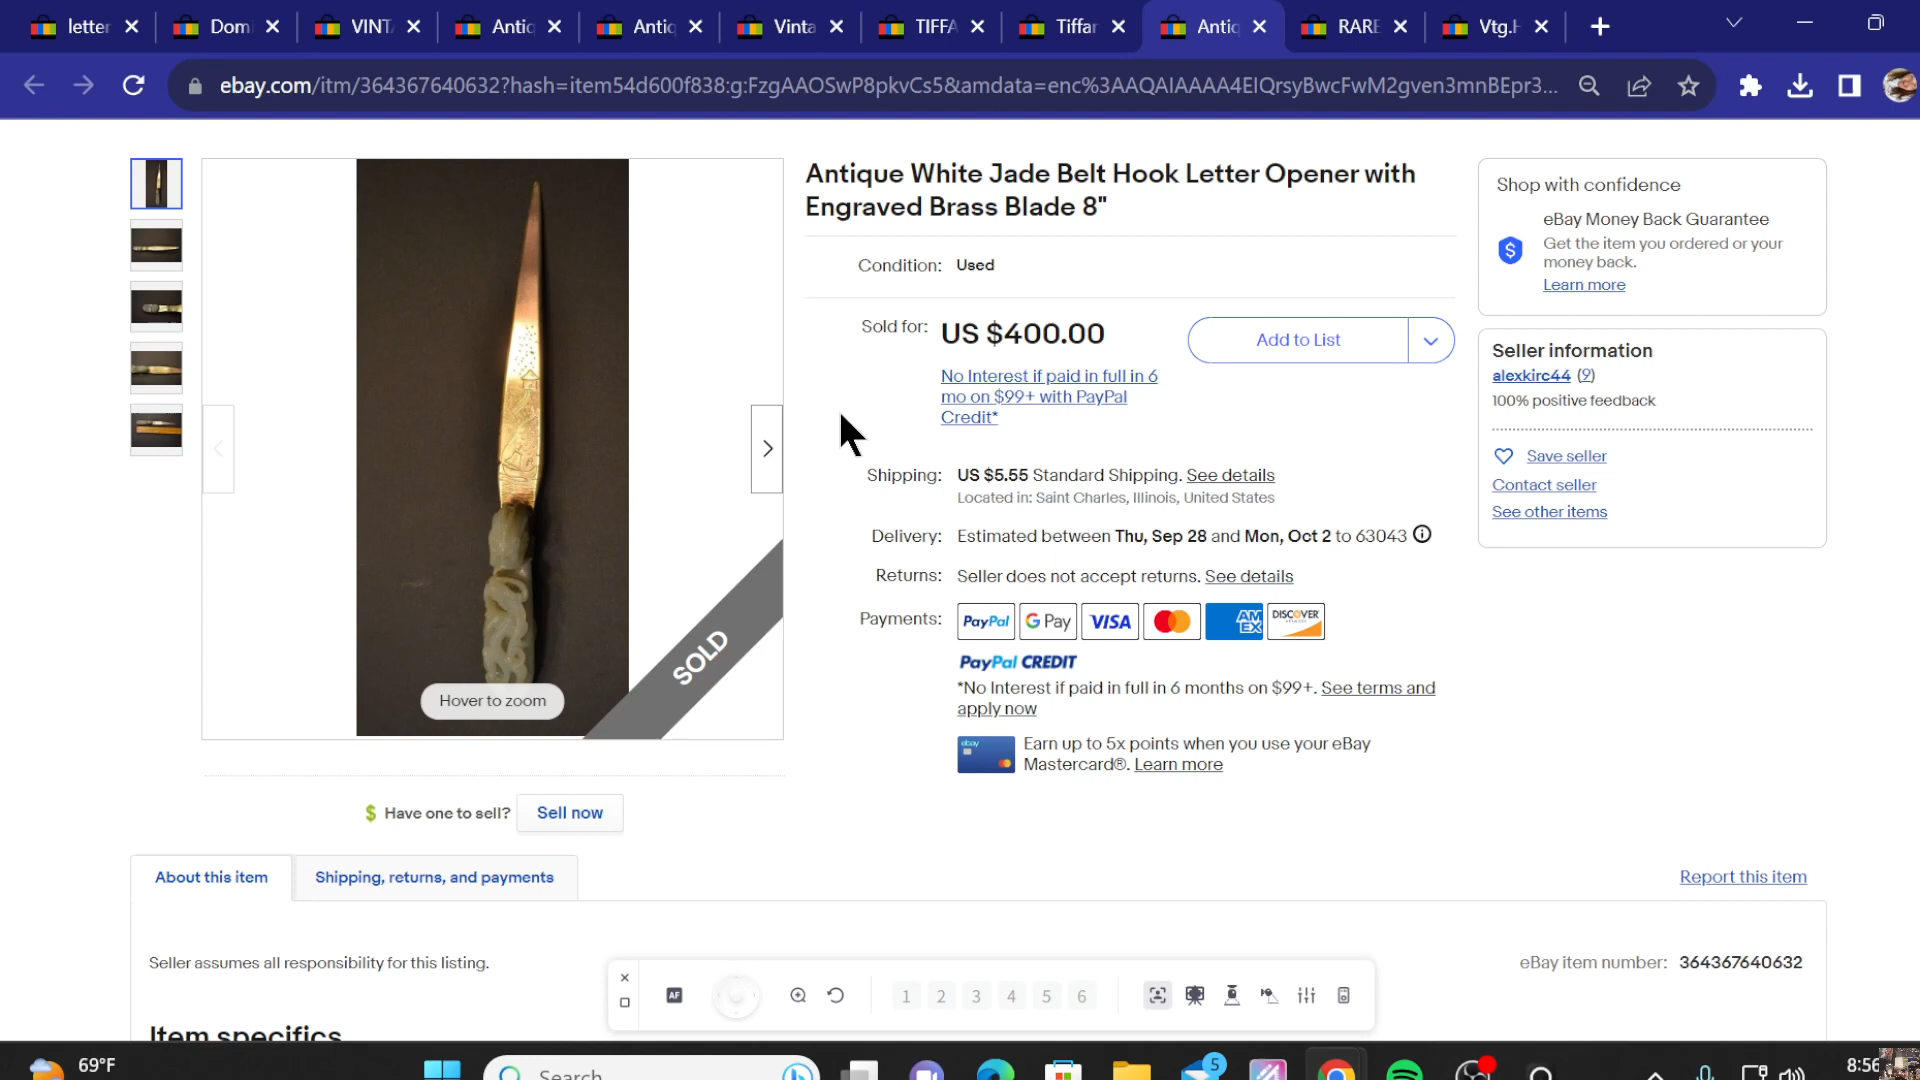 letter
Dom
VINT
Antiq
Antiq
Vinta
TIFFA
Tiffan
Antiq
RARE
Vtg.H
ebay.com/itm/364367640632?hash=item54d600f838:g:FzgAAOSwP8pkvCs5&amdata=enc%3AAQAIAAAA4EIQrsyBwcFwM2gven3mnBEpr3...
Antique White Jade Belt Hook Letter Opener with
Engraved Brass Blade 8"
Condition: Used
Sold for: US $400.00
Add to List
No Interest if paid in full in 6
mo on $99+ with PayPal
Credit*
Shipping: US $5.55 Standard Shipping. See details
Located in: Saint Charles, Illinois, United States
Delivery: Estimated between Thu, Sep 28 and Mon, Oct 2 to 63043
Returns: Seller does not accept returns. See details
Payments: PayPal G Pay VISA AM EX DISCOVER
PayPal CREDIT
*No Interest if paid in full in 6 months on $99+. See terms and
apply now
ebay
Earn up to 5x points when you use your eBay
Mastercard®. Learn more
Shop with confidence
eBay Money Back Guarantee
Get the item you ordered or your
money back.
Learn more
Seller information
alexkirc44 (9)
100% positive feedback
Save seller
Contact seller
See other items
SOLD
Hover to zoom
Have one to sell? Sell now
About this item
Shipping, returns, and payments
Report this item
Seller assumes all responsibility for this listing.
eBay item number: 364367640632
Item specifics
AF
1 2 3 4 5 6
69°F
Search
5
8:56